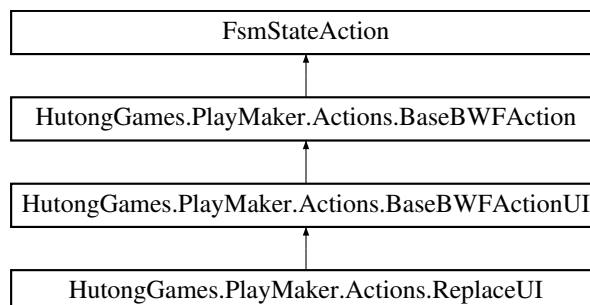 FsmStateAction
HutongGames.PlayMaker.Actions.BaseBWFAction
HutongGames.PlayMaker.Actions.BaseBWFActionUI
HutongGames.PlayMaker.Actions.ReplaceUI